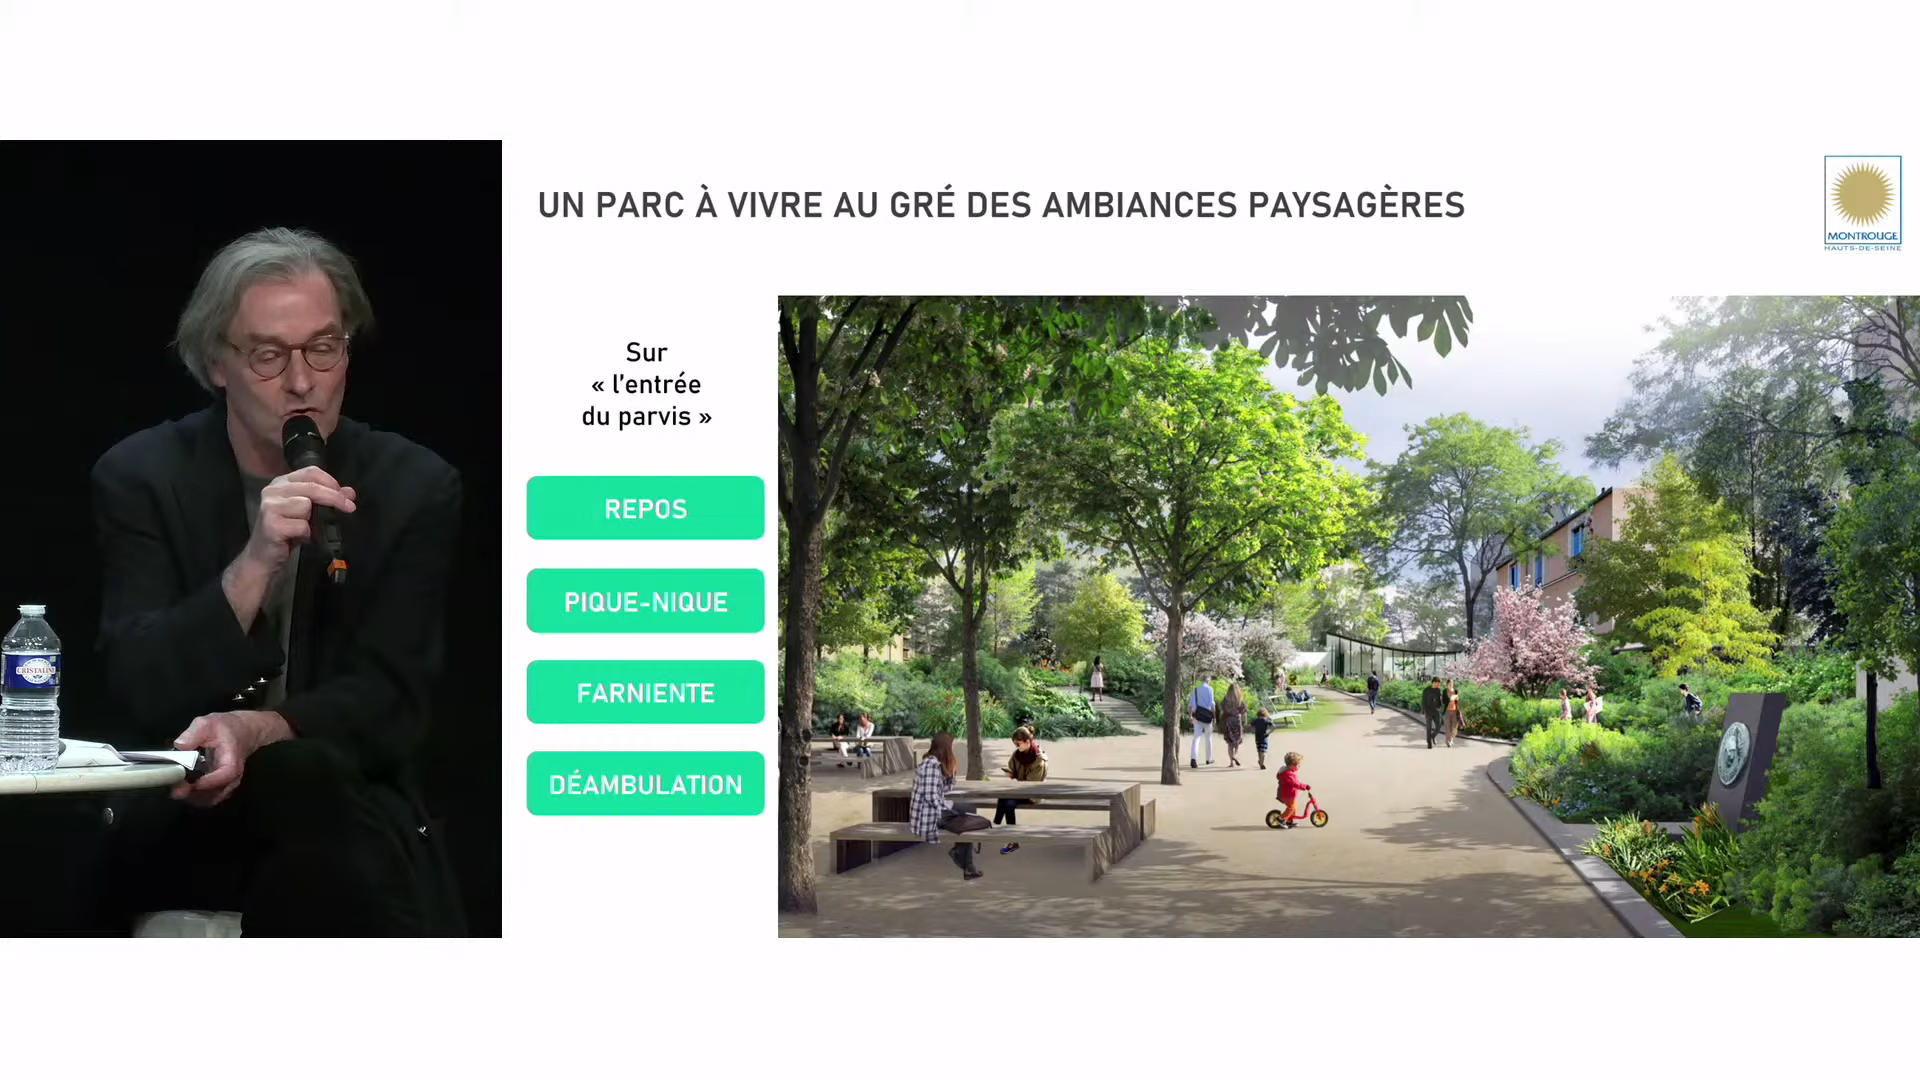 UN PARC À VIVRE AU GRÉ DES AMBIANCES PAYSAGÈRES
MONTROUGE
HAUTS-DE-SEINE
Sur
« l'entrée
du parvis »
REPOS
PIQUE-NIQUE
FARNIENTE
DÉAMBULATION
CRISTALINE